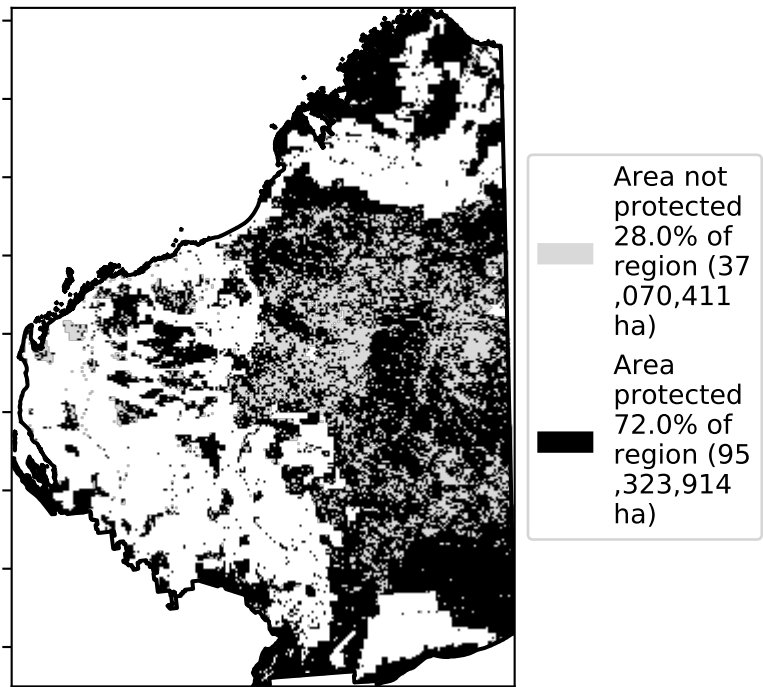 Area not
protected
28.0% of
region (37
,070,411
ha)
Area
protected
72.0% of
region (95
,323,914
ha)